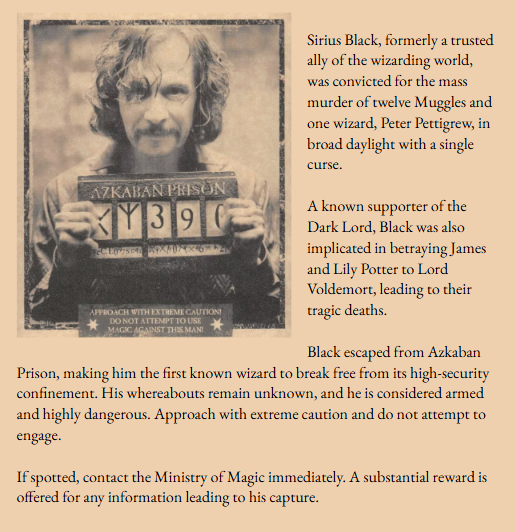 AZKABAN PRISON
390
APPROACH WITH EXTREME CAUTION!
DO NOT ATTEMPT TO USE
MAGIC AGAINST THIS MAN!
Sirius Black, formerly a trusted
ally of the wizarding world,
was convicted for the mass
murder of twelve Muggles and
one wizard, Peter Pettigrew, in
broad daylight with a single
curse.
A known supporter of the
Dark Lord, Black was also
implicated in betraying James
and Lily Potter to Lord
Voldemort, leading to their
tragic deaths.
Black escaped from Azkaban
Prison, making him the first known wizard to break free from its high-security
confinement. His whereabouts remain unknown, and he is considered armed
and highly dangerous. Approach with extreme caution and do not attempt to
engage.
If spotted, contact the Ministry of Magic immediately. A substantial reward is
offered for any information leading to his capture.